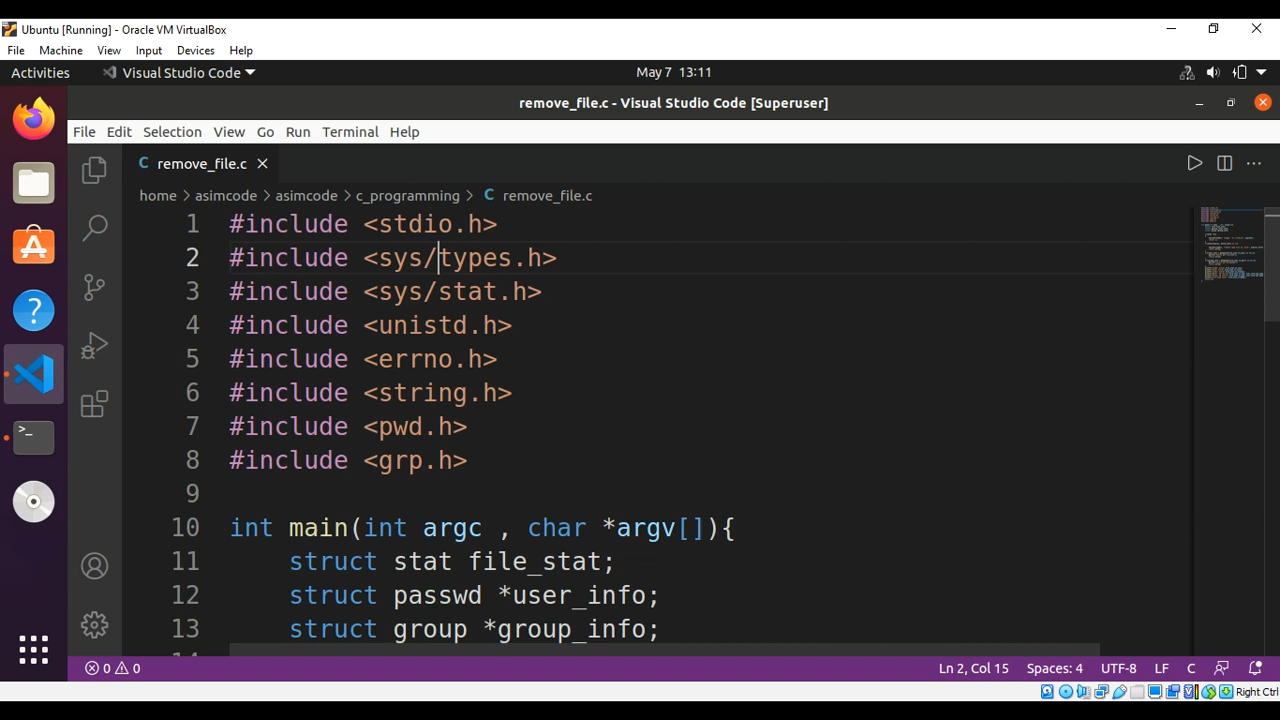 Ubuntu [Running] - Oracle VM VirtualBox
File Machine View Input Devices Help
Activities Visual Studio Code May 7 13:11
remove_file.c - Visual Studio Code [Superuser]
File Edit Selection View Go Run Terminal Help
C remove_file.c
home > asimcode > asimcode > c_programming > C remove_file.c
1 #include <stdio.h>
2 #include <sys/types.h>
3 #include <sys/stat.h>
4 #include <unistd.h>
5 #include <errno.h>
6 #include <string.h>
7 #include <pwd.h>
8 #include <grp.h>
9
10 int main(int argc , char *argv[]){
11 struct stat file_stat;
12 struct passwd *user_info;
13 struct group *group_info;
0 0 Ln 2, Col 15 Spaces: 4 UTF-8 LF C
Right Ctrl